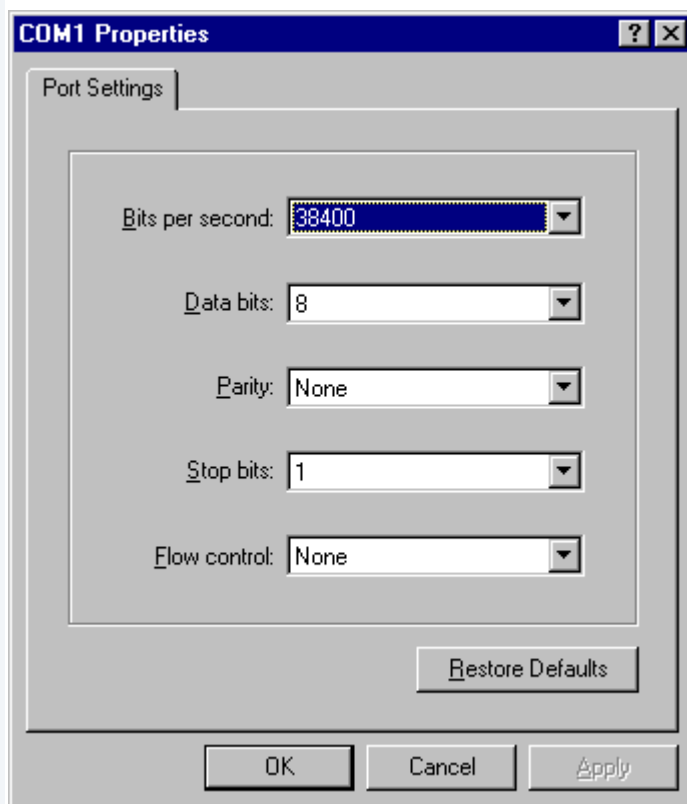 COM1 Properties
Port Settings
Bits per second: 38400
Data bits: 8
Parity: None
Stop bits: 1
Flow control: None
Restore Defaults
OK Cancel Apply